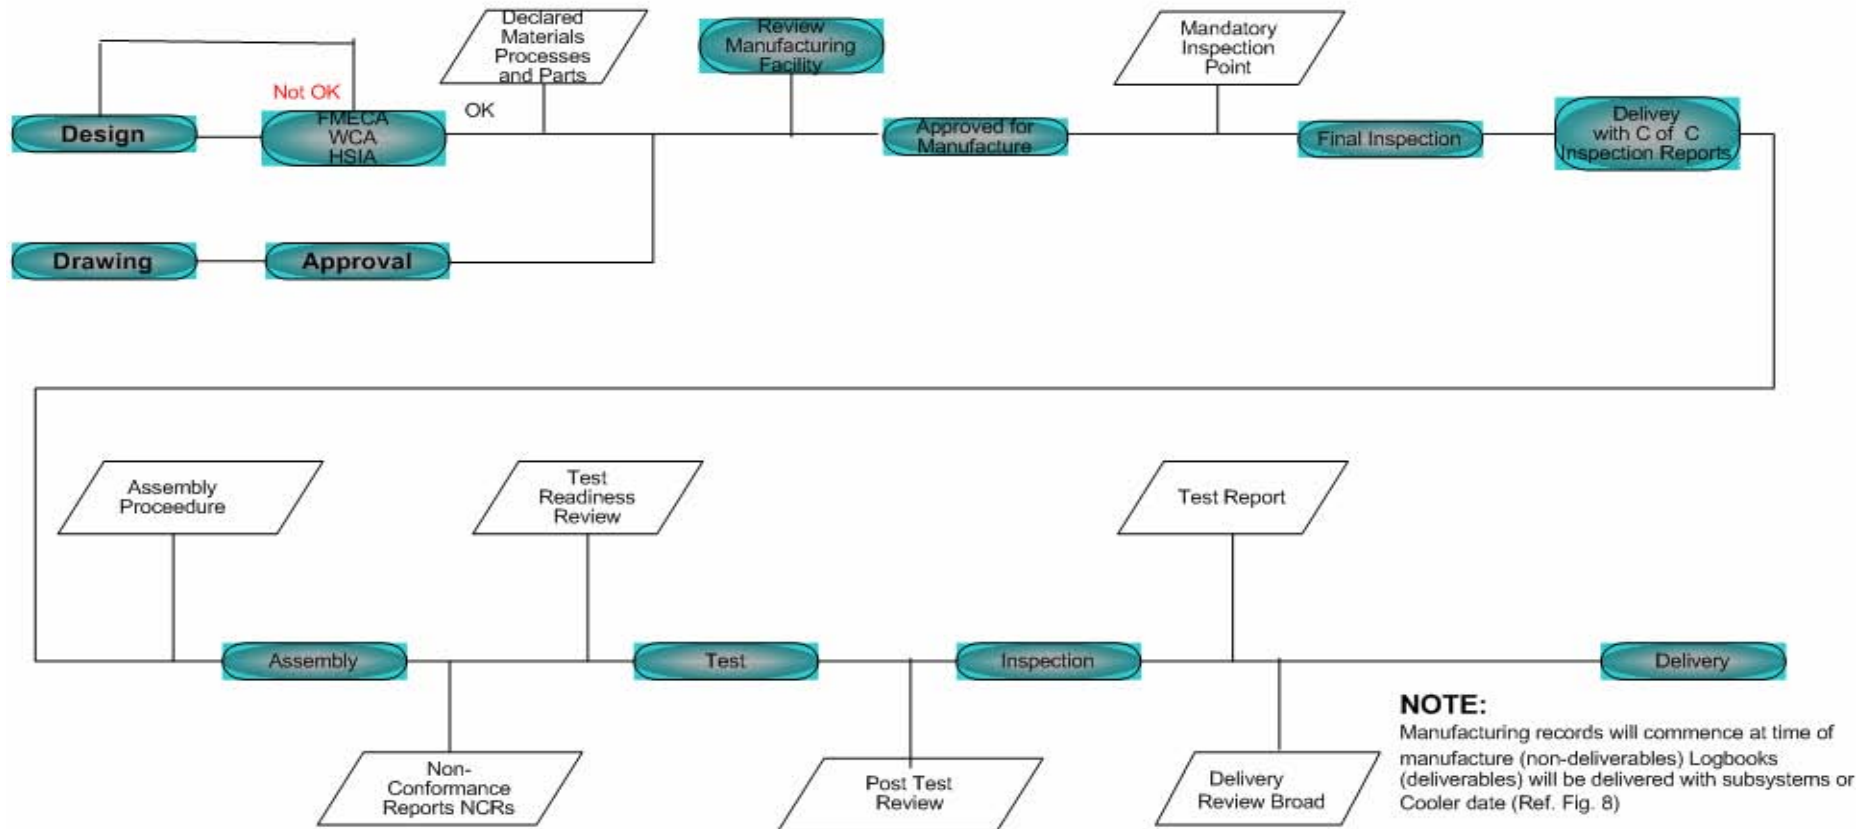 Declared
Materials
Processes
and Parts
Review
Manufacturing
Facility
Mandatory
Inspection
Point
Not OK
OK
Design
FMECA
WCA
HSIA
Approved for
Manufacture
Final Inspection
Delivey
with C of C
Inspection Reports
Drawing
Approval
Assembly
Proceedure
Test
Readiness
Review
Test Report
Assembly
Test
Inspection
Delivery
Non-
Conformance
Reports NCRs
Post Test
Review
Delivery
Review Broad
NOTE:
Manufacturing records will commence at time of
manufacture (non-deliverables) Logbooks
(deliverables) will be delivered with subsystems or
Cooler date (Ref. Fig. 8)